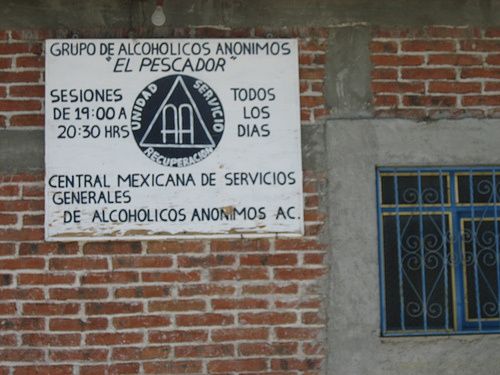 GRUPO DE ALCOHOLICOS ANONIMOS
"EL PESCADOR"
SESIONES
DE 19:00 A
20:30 HRS
UNIDAD SERVICIO
AA
RECUPERACION
TODOS
LOS
DIAS
CENTRAL MEXICANA DE SERVICIOS
GENERALES
DE ALCOHOLICOS ANONIMOS AC.